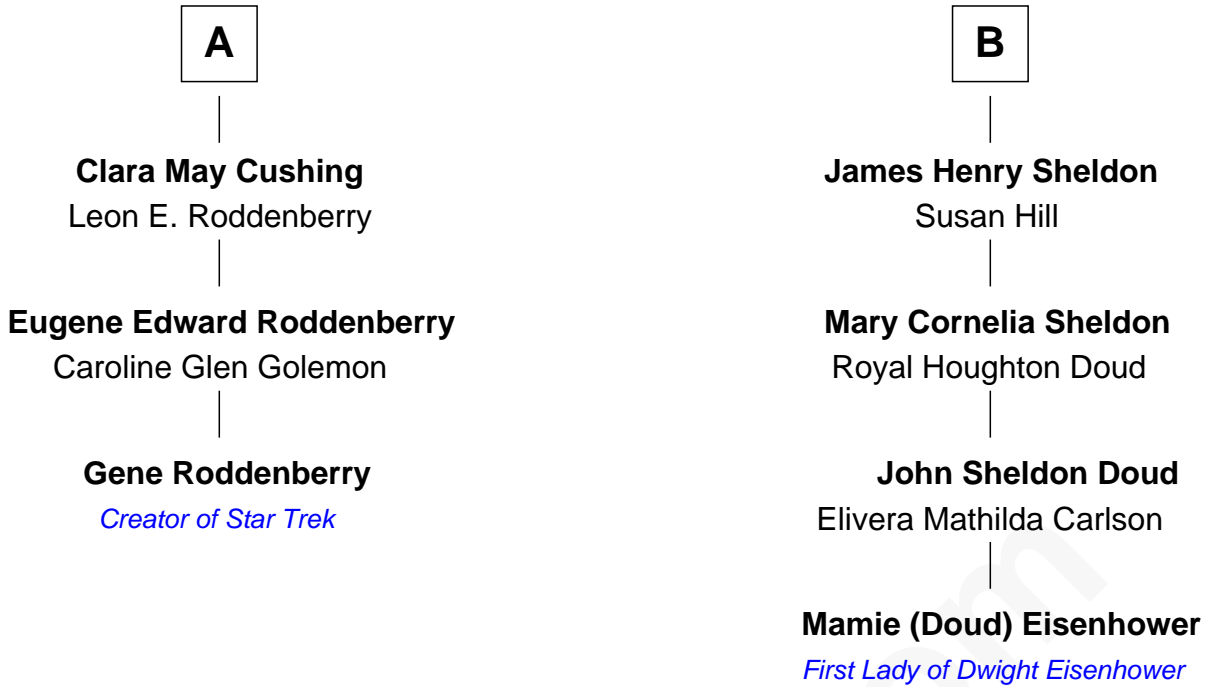 A
Clara May Cushing
Leon E. Roddenberry
Eugene Edward Roddenberry
Caroline Glen Golemon
Gene Roddenberry
Creator of Star Trek
B
James Henry Sheldon
Susan Hill
Mary Cornelia Sheldon
Royal Houghton Doud
John Sheldon Doud
Elivera Mathilda Carlson
Mamie (Doud) Eisenhower
First Lady of Dwight Eisenhower